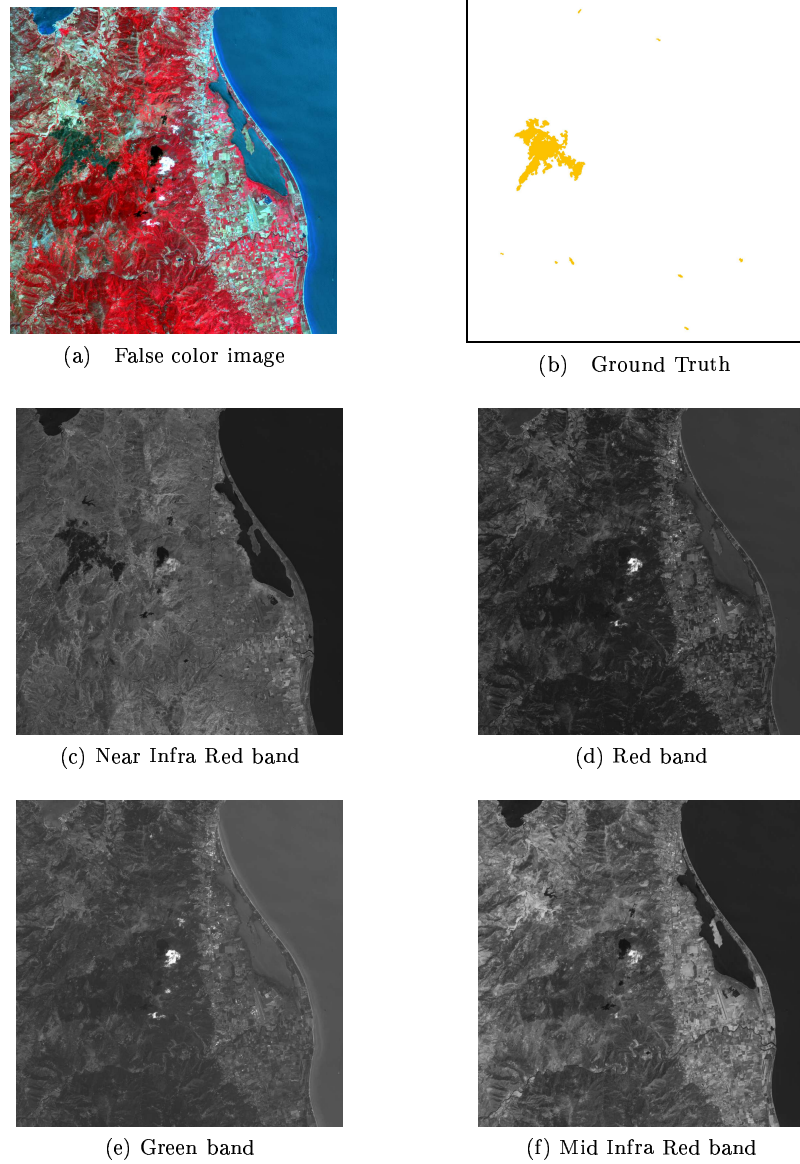 (a) False color image
(b) Ground Truth
(c) Near Infra Red band
(d) Red band
(e) Green band
(f) Mid Infra Red band